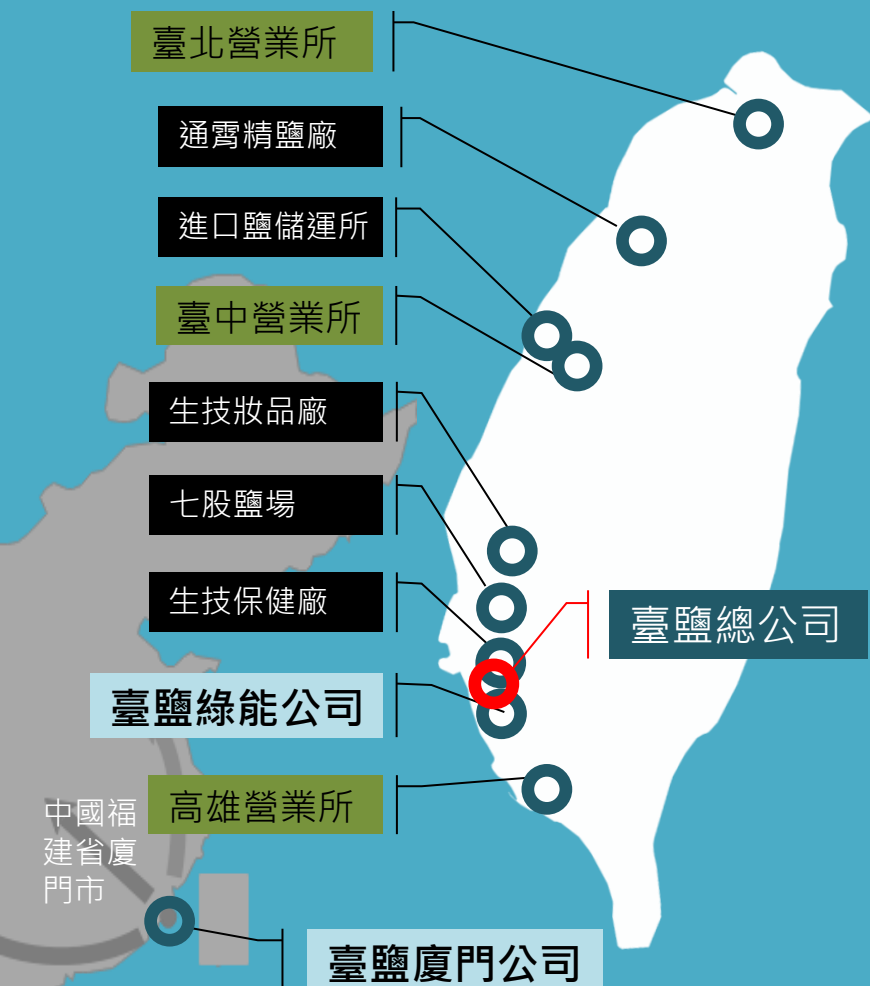 臺北營業所
通霄精鹽廠
進口鹽儲運所
臺中營業所
生技妝品廠
七股鹽場
生技保健廠
臺鹽總公司
臺鹽綠能公司
高雄營業所
中國福
建省廈
門市
臺鹽廈門公司